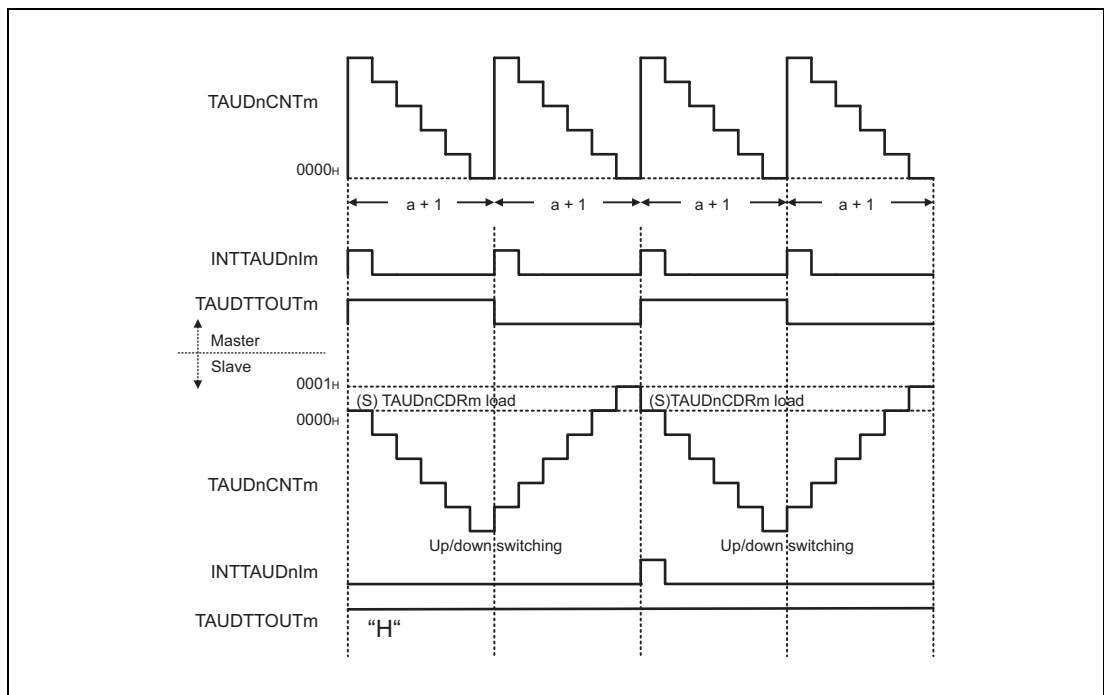 TAUDnCNTm
0000H
a + 1 a + 1 a + 1 a + 1
INTTAUDnIm
TAUDTTOUTm
Master
Slave
0001H
(S) TAUDnCDRm load (S)TAUDnCDRm load
0000H
TAUDnCNTm
Up/down switching Up/down switching
INTTAUDnIm
TAUDTTOUTm
“H“